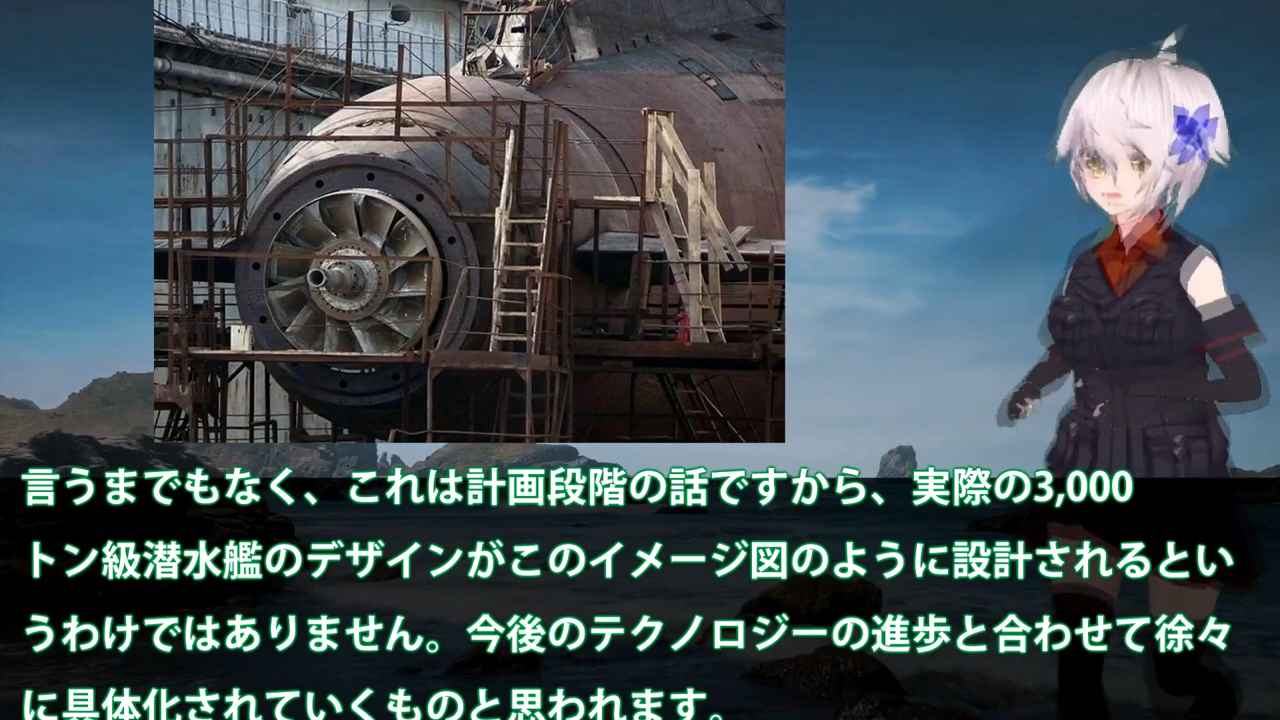 言うまでもなく、これは計画段階の話ですから、実際の3,000
トン級潜水艦のデザインがこのイメージ図のように設計されるとい
うわけではありません。今後のテクノロジーの進歩と合わせて徐々
に具体化されていくものと思われます。